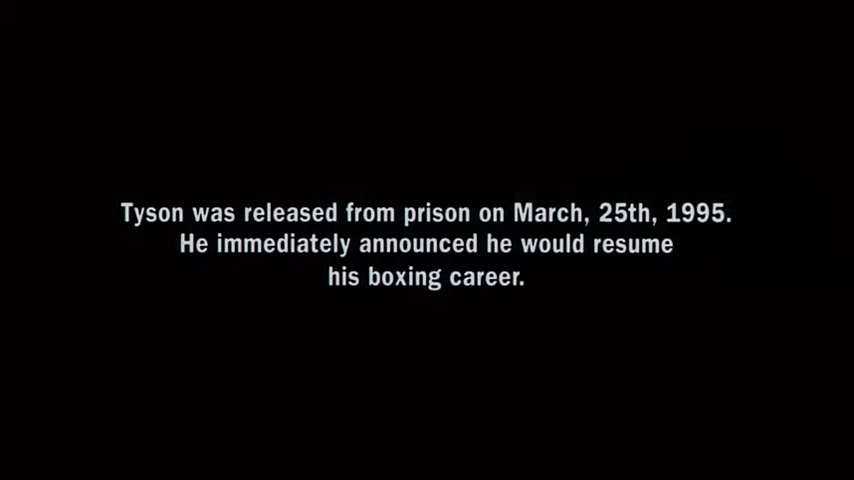 Tyson was released from prison on March, 25th, 1995.
He immediately announced he would resume
his boxing career.